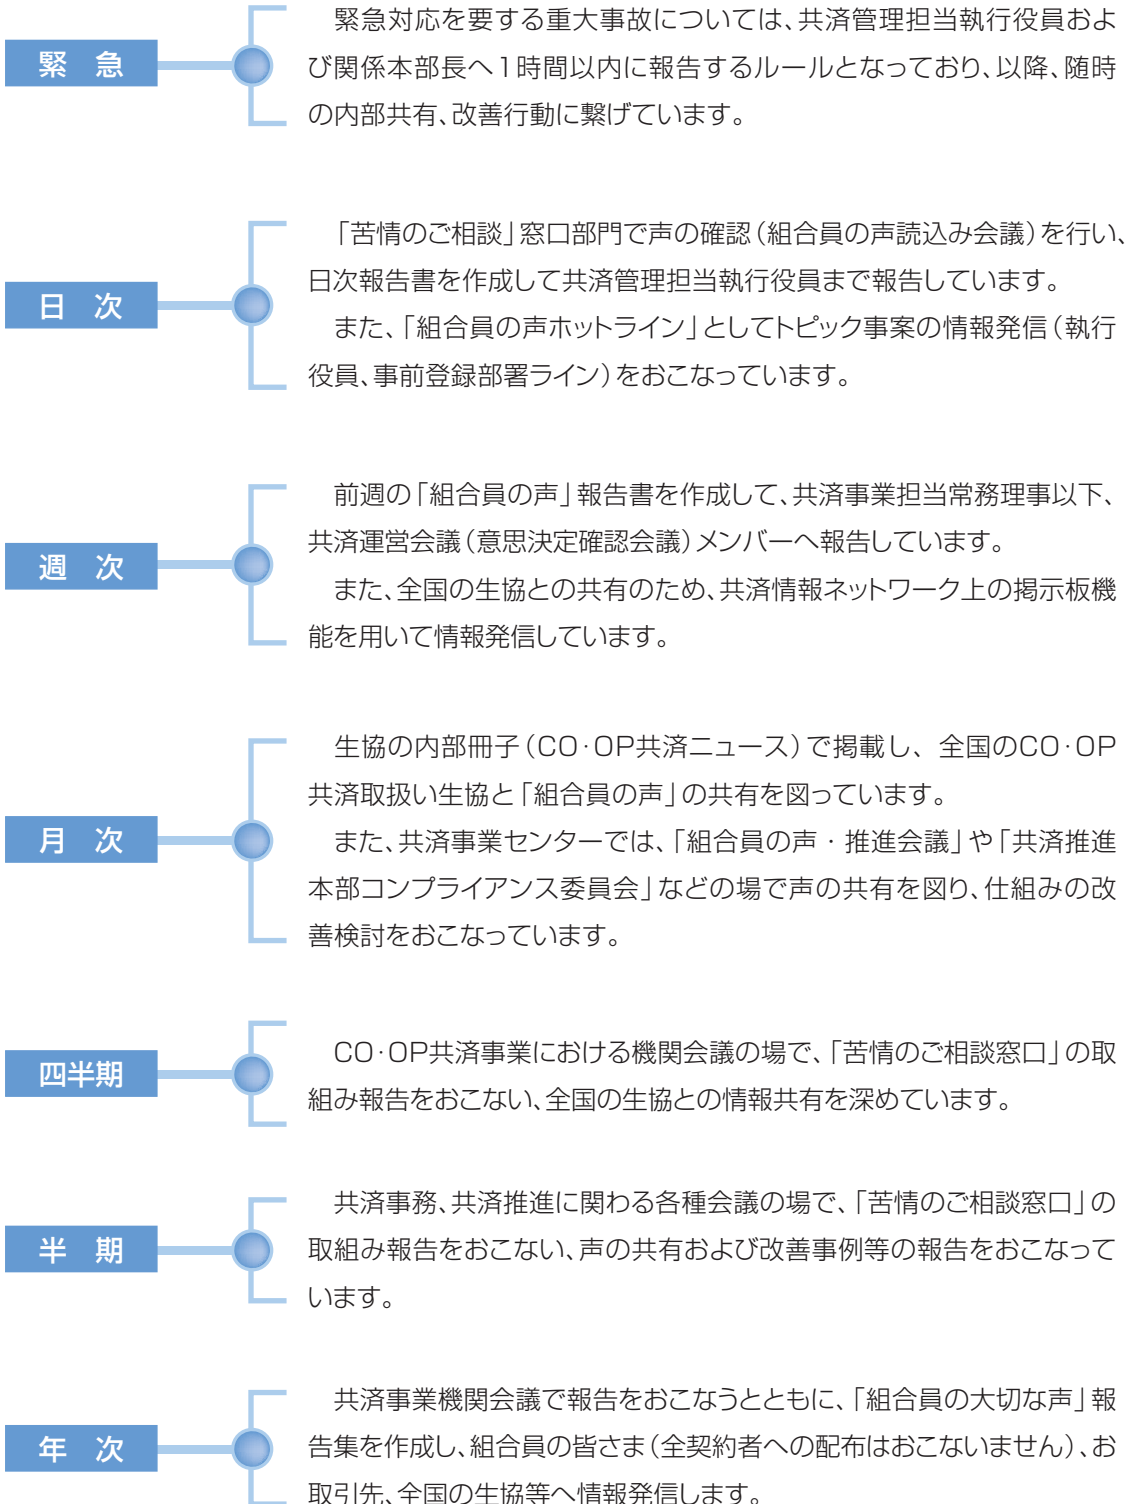 緊　急
　緊急対応を要する重大事故については、共済管理担当執行役員およ
び関係本部長へ1時間以内に報告するルールとなっており、以降、随時
の内部共有、改善行動に繋げています。
日　次
　「苦情のご相談」窓口部門で声の確認（組合員の声読込み会議）を行い、
日次報告書を作成して共済管理担当執行役員まで報告しています。
　また、「組合員の声ホットライン」としてトピック事案の情報発信（執行
役員、事前登録部署ライン）をおこなっています。
週　次
　前週の「組合員の声」報告書を作成して、共済事業担当常務理事以下、
共済運営会議（意思決定確認会議）メンバーへ報告しています。
　また、全国の生協との共有のため、共済情報ネットワーク上の掲示板機
能を用いて情報発信しています。
月　次
　生協の内部冊子（CO・OP共済ニュース）で掲載し、全国のCO・OP
共済取扱い生協と「組合員の声」の共有を図っています。
　また、共済事業センターでは、「組合員の声・推進会議」や「共済推進
本部コンプライアンス委員会」などの場で声の共有を図り、仕組みの改
善検討をおこなっています。
四半期
　CO・OP共済事業における機関会議の場で、「苦情のご相談窓口」の取
組み報告をおこない、全国の生協との情報共有を深めています。
半　期
　共済事務、共済推進に関わる各種会議の場で、「苦情のご相談窓口」の
取組み報告をおこない、声の共有および改善事例等の報告をおこなって
います。
年　次
　共済事業機関会議で報告をおこなうとともに、「組合員の大切な声」報
告集を作成し、組合員の皆さま（全契約者への配布はおこないません）、お
取引先、全国の生協等へ情報発信します。